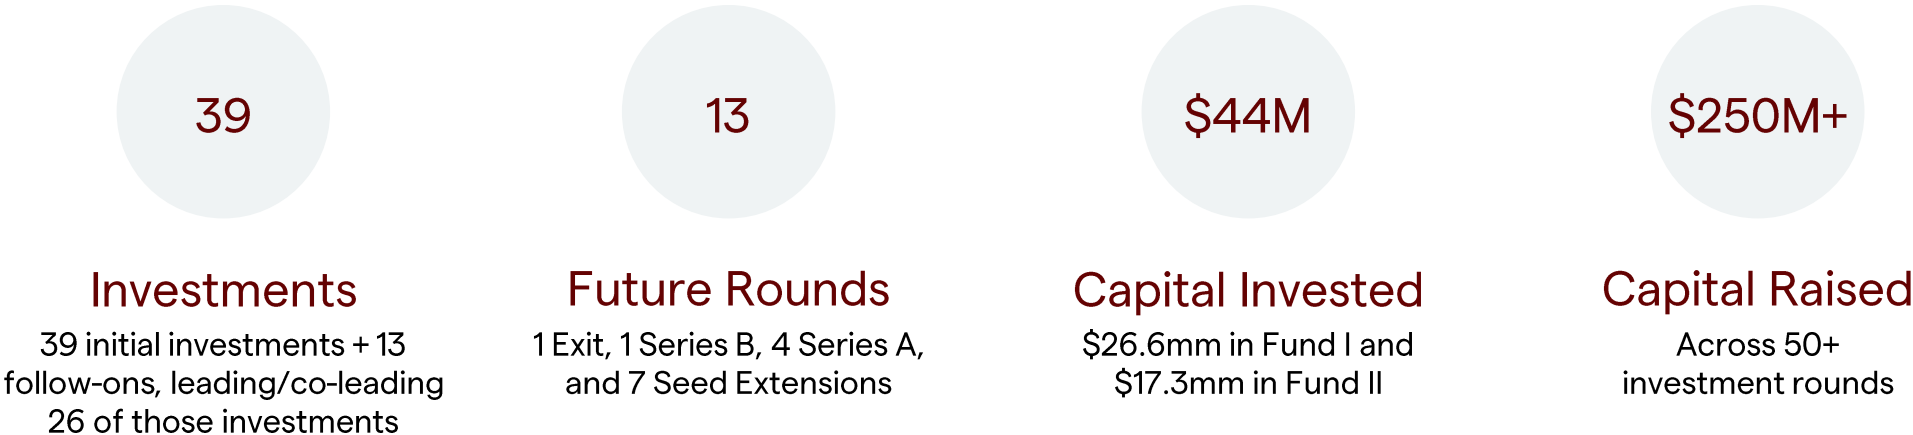 39
Investments
39 initial investments + 13
follow-ons, leading/co-leading
26 of those investments
13
Future Rounds
1 Exit, 1 Series B, 4 Series A,
and 7 Seed Extensions
$44M
Capital Invested
$26.6mm in Fund I and
$17.3mm in Fund II
$250M+
Capital Raised
Across 50+
investment rounds